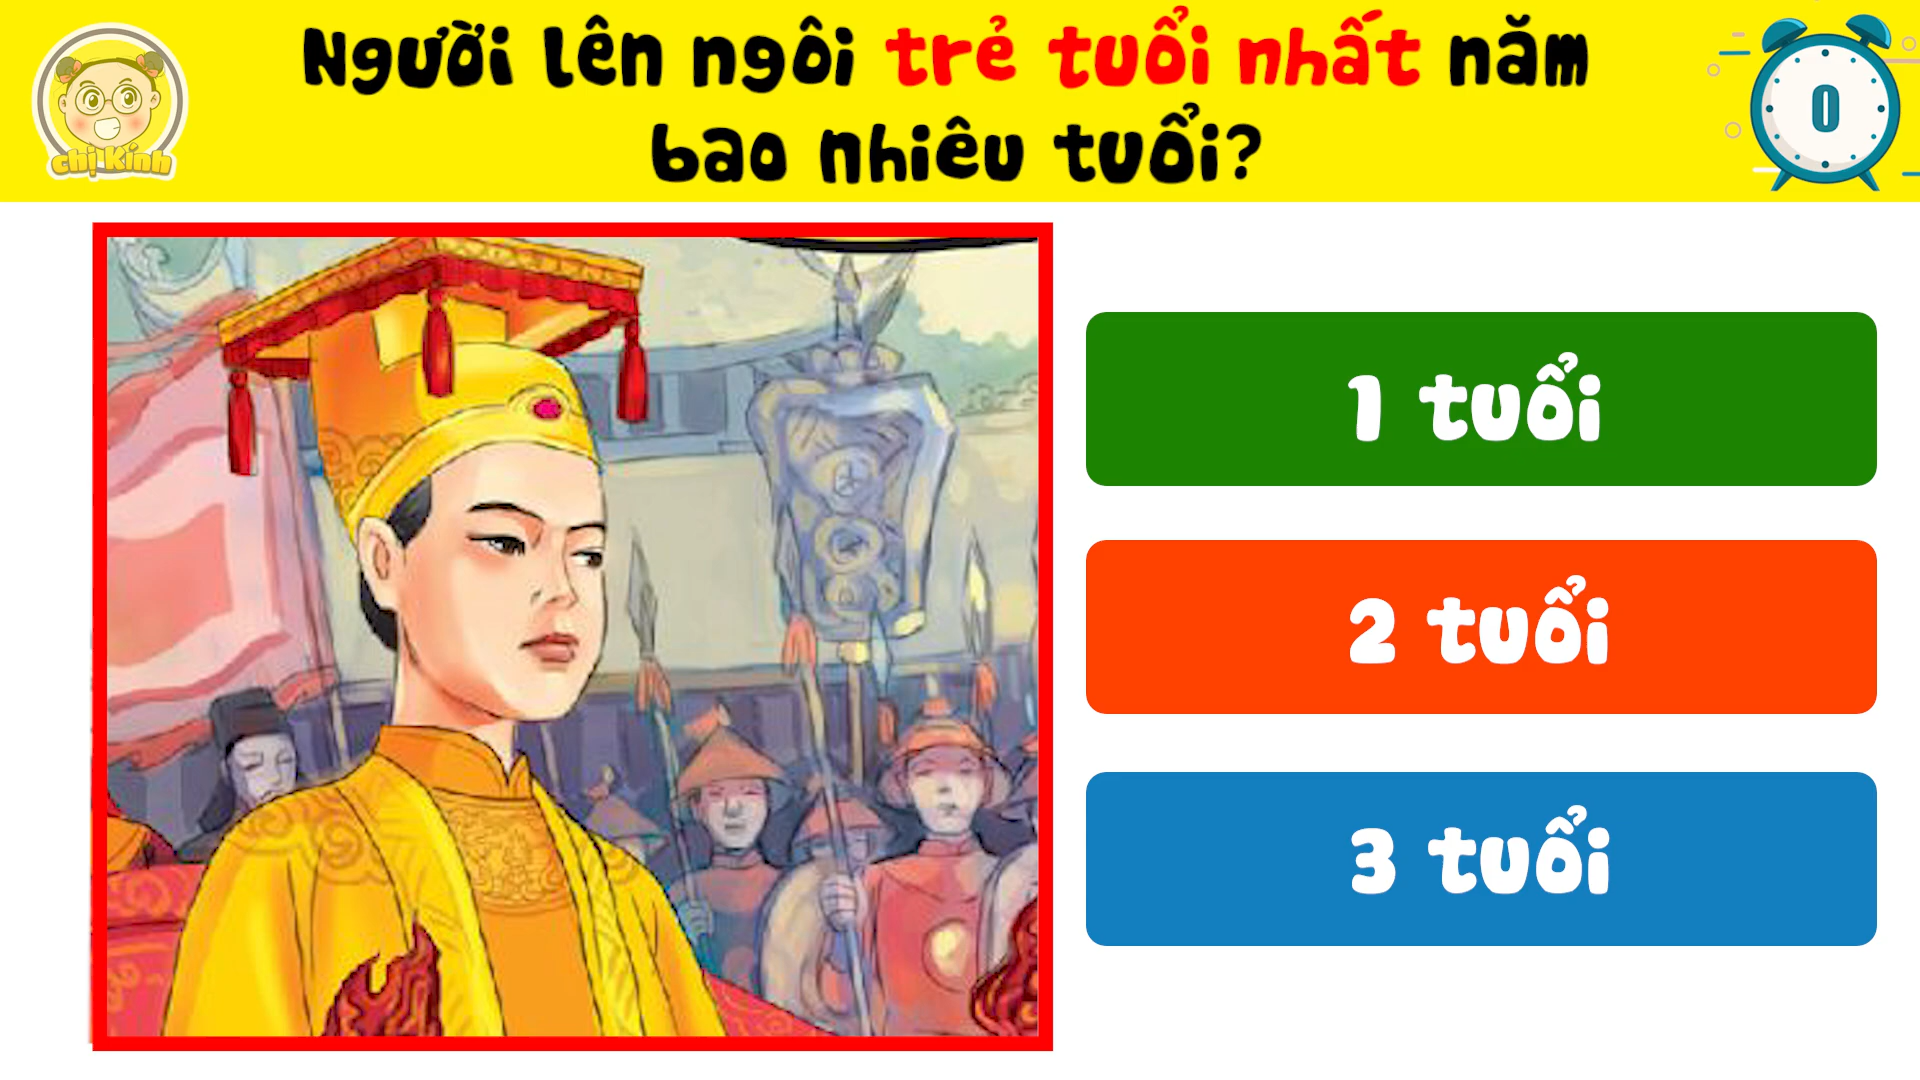 Người lên ngôi trẻ tuổi nhất năm
bao nhiêu tuổi?
chị Kính
0
1 tuổi
2 tuổi
3 tuổi